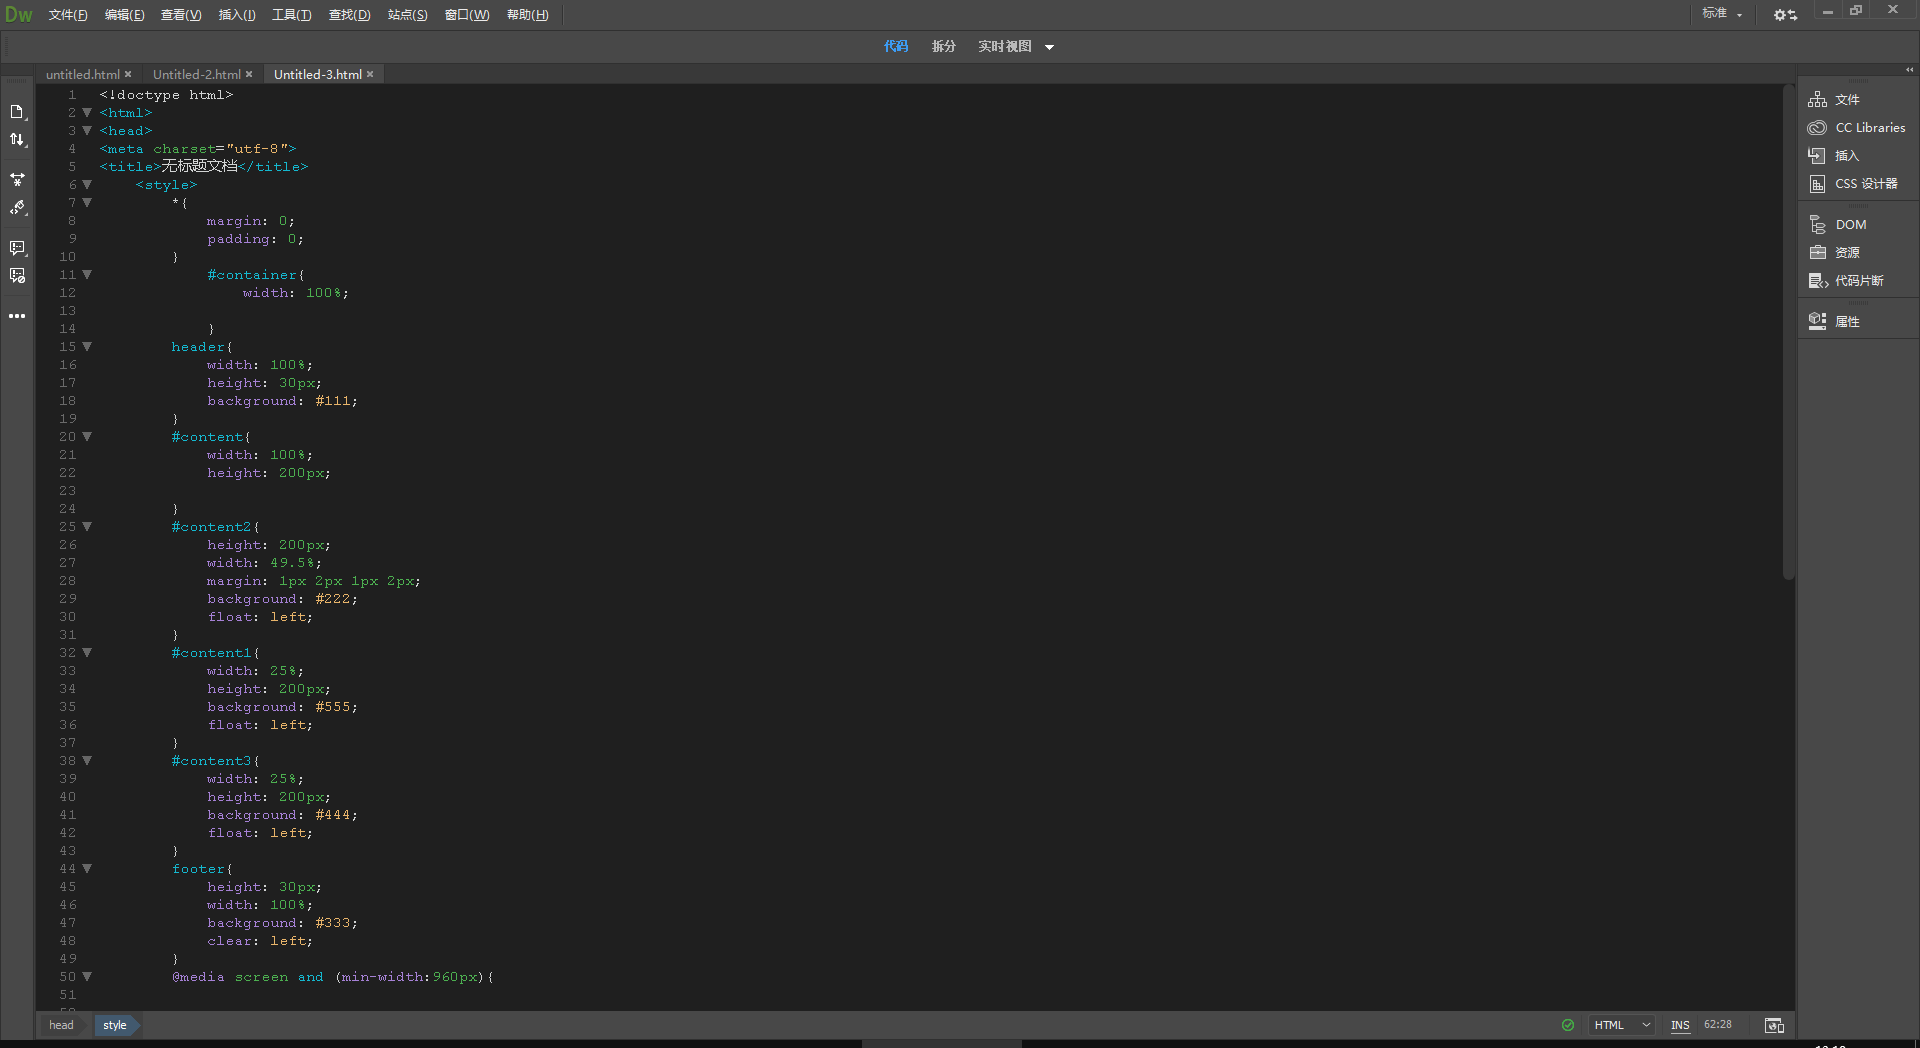 Dw 文件(F) 编辑(E) 查看(V) 插入(I) 工具(T) 查找(D) 站点(S) 窗口(W) 帮助(H) 标准
代码 拆分 实时视图
untitled.html × Untitled-2.html × Untitled-3.html ×
1 <!doctype html>
2 <html>
3 <head>
4 <meta charset="utf-8">
5 <title>无标题文档</title>
6 <style>
7 *{
8 margin: 0;
9 padding: 0;
10 }
11 #container{
12 width: 100%;
13
14 }
15 header{
16 width: 100%;
17 height: 30px;
18 background: #111;
19 }
20 #content{
21 width: 100%;
22 height: 200px;
23
24 }
25 #content2{
26 height: 200px;
27 width: 49.5%;
28 margin: 1px 2px 1px 2px;
29 background: #222;
30 float: left;
31 }
32 #content1{
33 width: 25%;
34 height: 200px;
35 background: #555;
36 float: left;
37 }
38 #content3{
39 width: 25%;
40 height: 200px;
41 background: #444;
42 float: left;
43 }
44 footer{
45 height: 30px;
46 width: 100%;
47 background: #333;
48 clear: left;
49 }
50 @media screen and (min-width:960px){
51
文件
CC Libraries
插入
CSS 设计器
DOM
资源
代码片断
属性
head style HTML INS 62:28